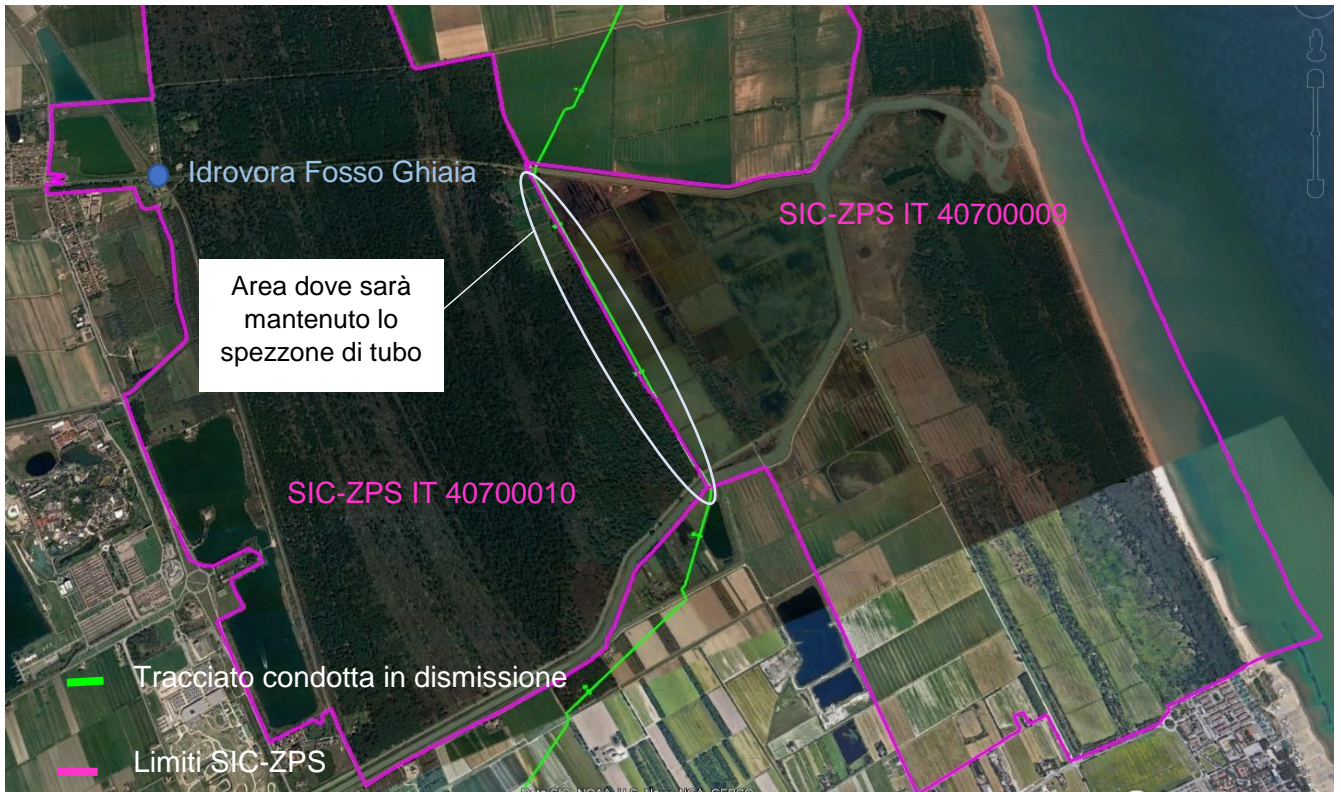 Idrovora Fosso Ghiaia
SIC-ZPS IT 40700009
Area dove sarà
mantenuto lo
spezzone di tubo
SIC-ZPS IT 40700010
Tracciato condotta in dismissione
Limiti SIC-ZPS